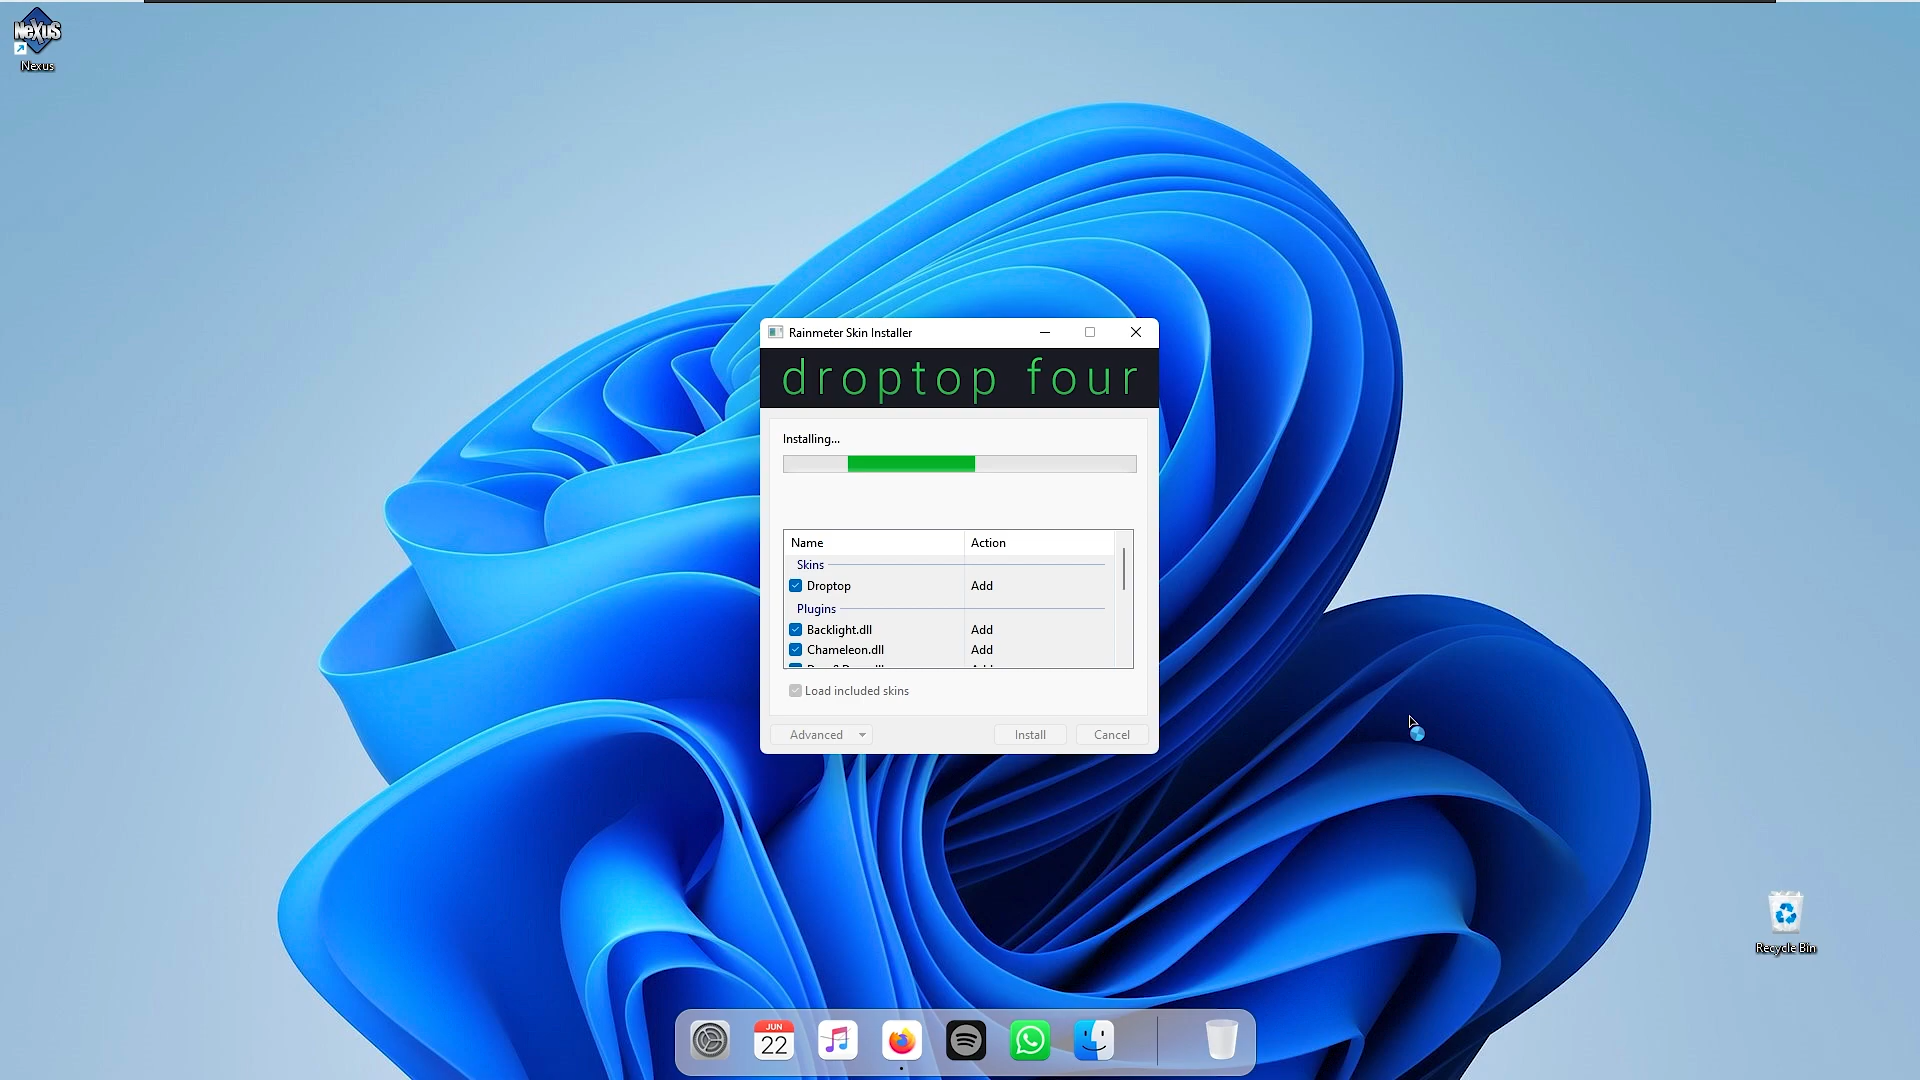 NeXuS
Nexus
Rainmeter Skin Installer
droptop four
Installing...
Name Action
Skins
Droptop Add
Plugins
Backlight.dll Add
Chameleon.dll Add
Load included skins
Advanced Install Cancel
Recycle Bin
JUN
22